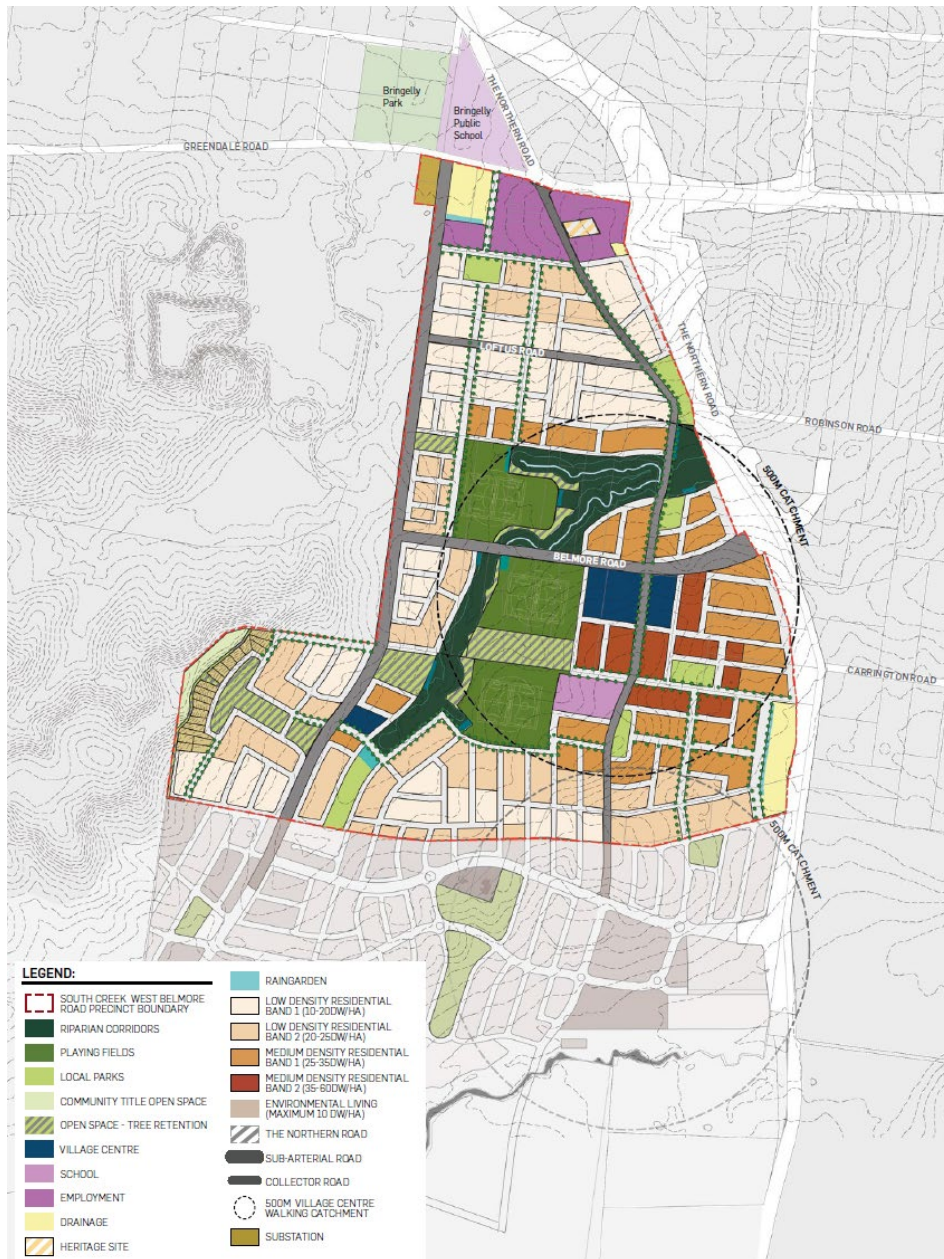 Bringelly
Park
Bringelly
Public
School
THE NORTHERN ROAD
GREENDALE ROAD
LOFTUS ROAD
THE NORTHERN ROAD
ROBINSON ROAD
500M CATCHMENT
BELMORE ROAD
CARRINGTON ROAD
500M CATCHMENT
LEGEND:
SOUTH CREEK WEST BELMORE
ROAD PRECINCT BOUNDARY
RIPARIAN CORRIDORS
PLAYING FIELDS
LOCAL PARKS
COMMUNITY TITLE OPEN SPACE
OPEN SPACE - TREE RETENTION
VILLAGE CENTRE
SCHOOL
EMPLOYMENT
DRAINAGE
HERITAGE SITE
RAINGARDEN
LOW DENSITY RESIDENTIAL
BAND 1 (10-20DW/HA)
LOW DENSITY RESIDENTIAL
BAND 2 (20-25DW/HA)
MEDIUM DENSITY RESIDENTIAL
BAND 1 (25-35DW/HA)
MEDIUM DENSITY RESIDENTIAL
BAND 2 (35-60DW/HA)
ENVIRONMENTAL LIVING
(MAXIMUM 10 DW/HA)
THE NORTHERN ROAD
SUB-ARTERIAL ROAD
COLLECTOR ROAD
500M VILLAGE CENTRE
WALKING CATCHMENT
SUBSTATION